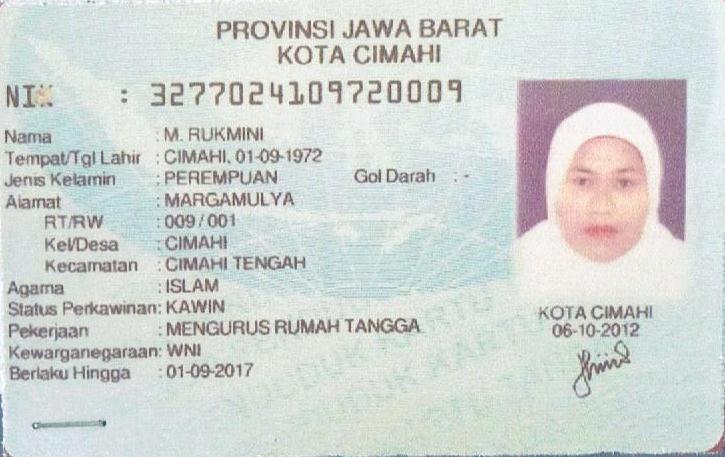 PROVINSI JAWA BARAT
KOTA CIMAHI
NIK : 3277024109720009
Nama : M. RUKMINI
Tempat/Tgl Lahir : CIMAHI, 01-09-1972
Jenis Kelamin : PEREMPUAN Gol Darah : -
Alamat : MARGAMULYA
RT/RW : 009 / 001
Kel/Desa : CIMAHI
Kecamatan : CIMAHI TENGAH
Agama : ISLAM
Status Perkawinan: KAWIN
Pekerjaan : MENGURUS RUMAH TANGGA
Kewarganegaraan: WNI
Berlaku Hingga : 01-09-2017
KOTA CIMAHI
06-10-2012